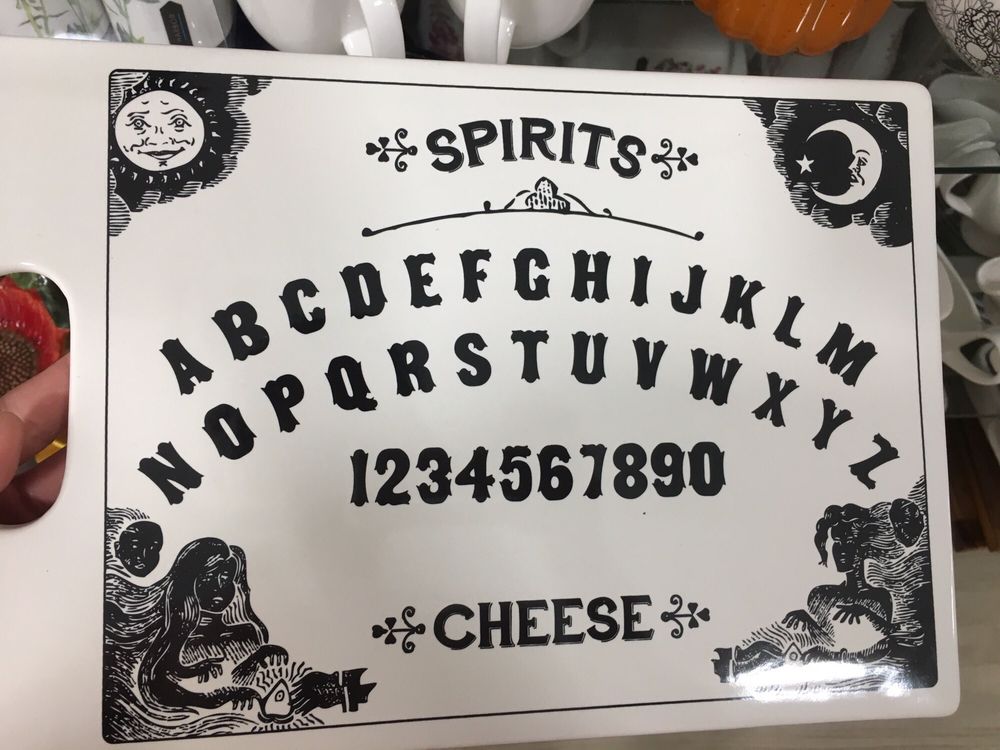 SPIRITS
ABCDEFGHIJKLM
NOPQRSTUVWXYZ
1234567890
CHEESE